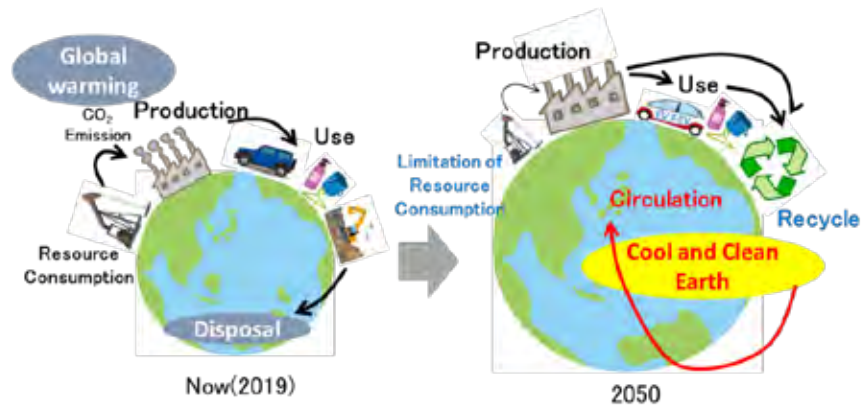 Global
warming
CO₂
Emission
Production
Use
Resource
Consumption
Disposal
Now(2019)
Limitation of
Resource
Consumption
Production
Use
Circulation
Recycle
Cool and Clean
Earth
2050